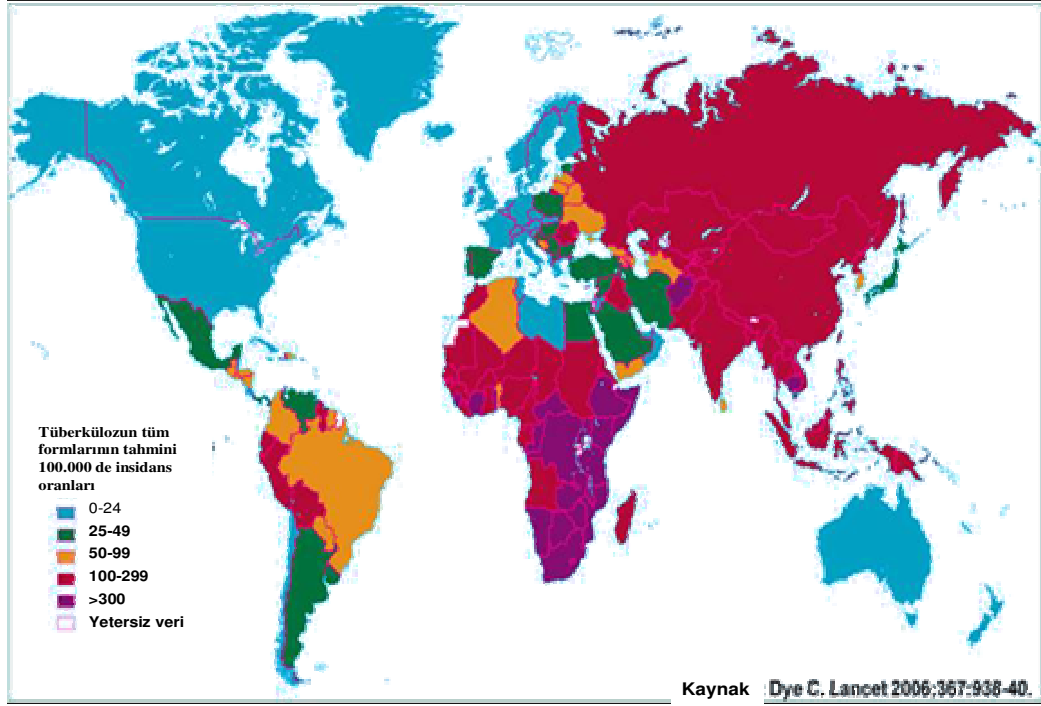 Tüberkülozun tüm
formlarının tahmini
100.000 de insidans
oranları
0-24
25-49
50-99
100-299
>300
Yetersiz veri
Kaynak Dye C. Lancet 2006;367:938-40.